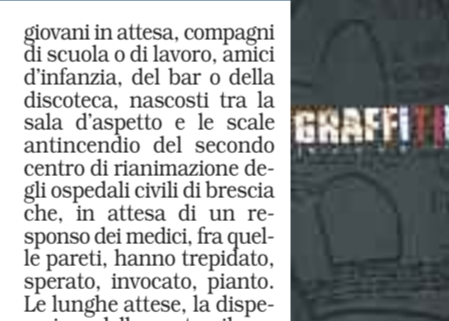 giovani in attesa, compagni
di scuola o di lavoro, amici
d'infanzia, del bar o della
discoteca, nascosti tra la
sala d'aspetto e le scale
antincendio del secondo
centro di rianimazione de-
gli ospedali civili di brescia
che, in attesa di un re-
sponso dei medici, fra quel-
le pareti, hanno trepidato,
sperato, invocato, pianto.
Le lunghe attese, la dispe-
GRAFFITI